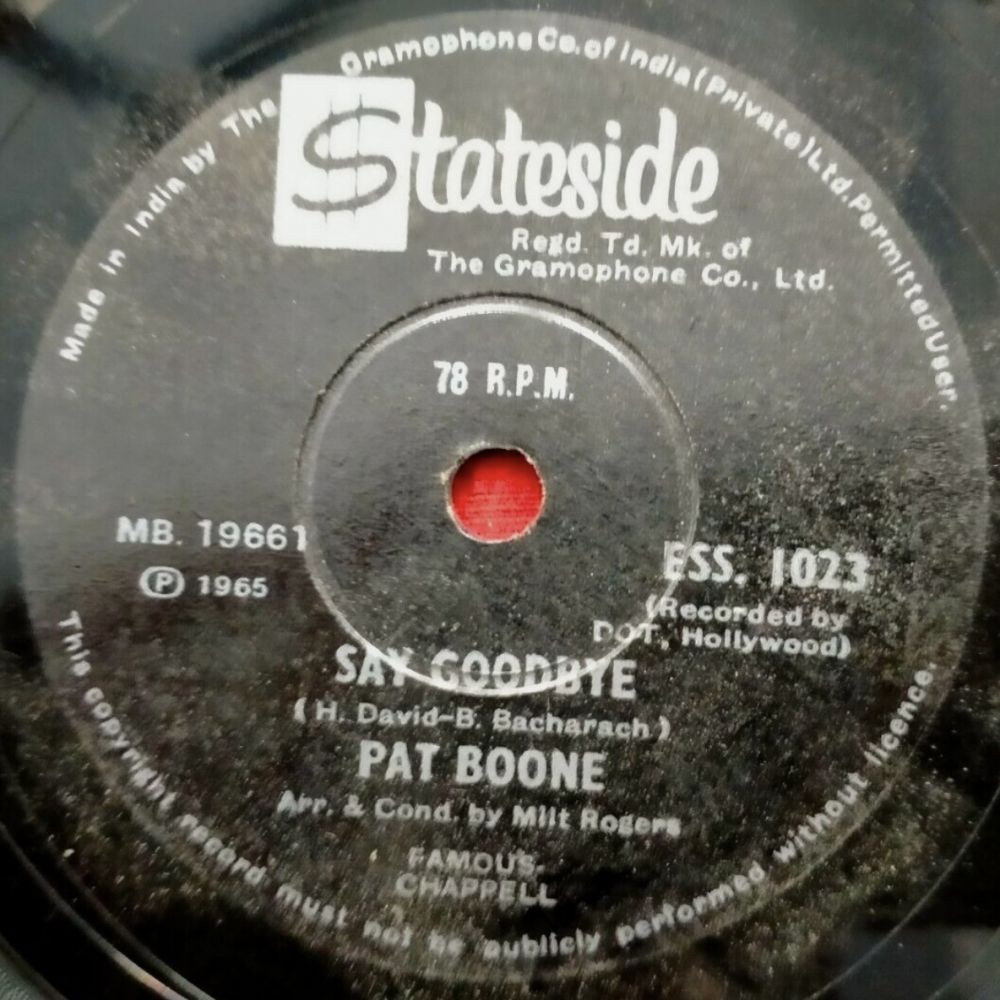 Made in India by The Gramophone Co. of India (Private) Ltd. Permitted User.
Stateside
Regd. Td. Mk. of
The Gramophone Co., Ltd.
78 R.P.M.
MB. 19661
℗ 1965
ESS. 1023
(Recorded by
DOT, Hollywood)
SAY GOODBYE
(H. David-B. Bacharach)
PAT BOONE
Arr. & Cond. by Milt Rogers
FAMOUS-
CHAPPELL
This copyright record must not be publicly performed without licence.